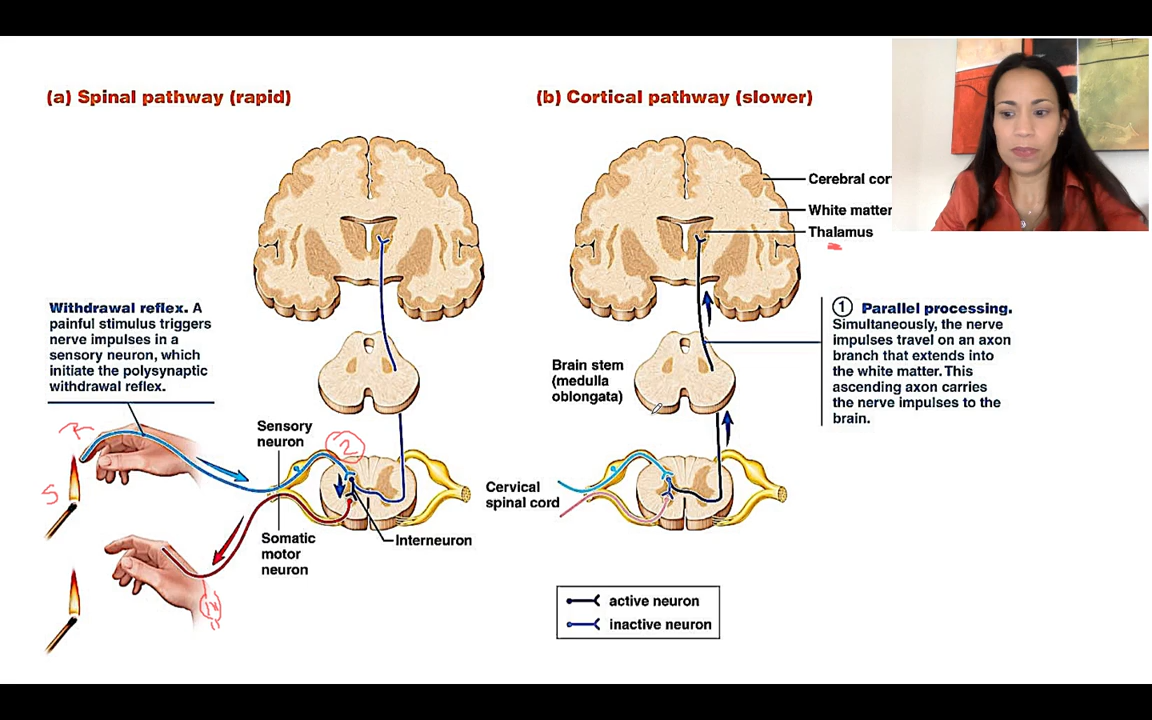 (a) Spinal pathway (rapid)
(b) Cortical pathway (slower)
Cerebral cor
White matter
Thalamus
Withdrawal reflex. A
painful stimulus triggers
nerve impulses in a
sensory neuron, which
initiate the polysynaptic
withdrawal reflex.
1 Parallel processing.
Simultaneously, the nerve
impulses travel on an axon
branch that extends into
the white matter. This
ascending axon carries
the nerve impulses to the
brain.
Brain stem
(medulla
oblongata)
Sensory
neuron
2
R
S
Cervical
spinal cord
Somatic
motor
neuron
Interneuron
active neuron
inactive neuron